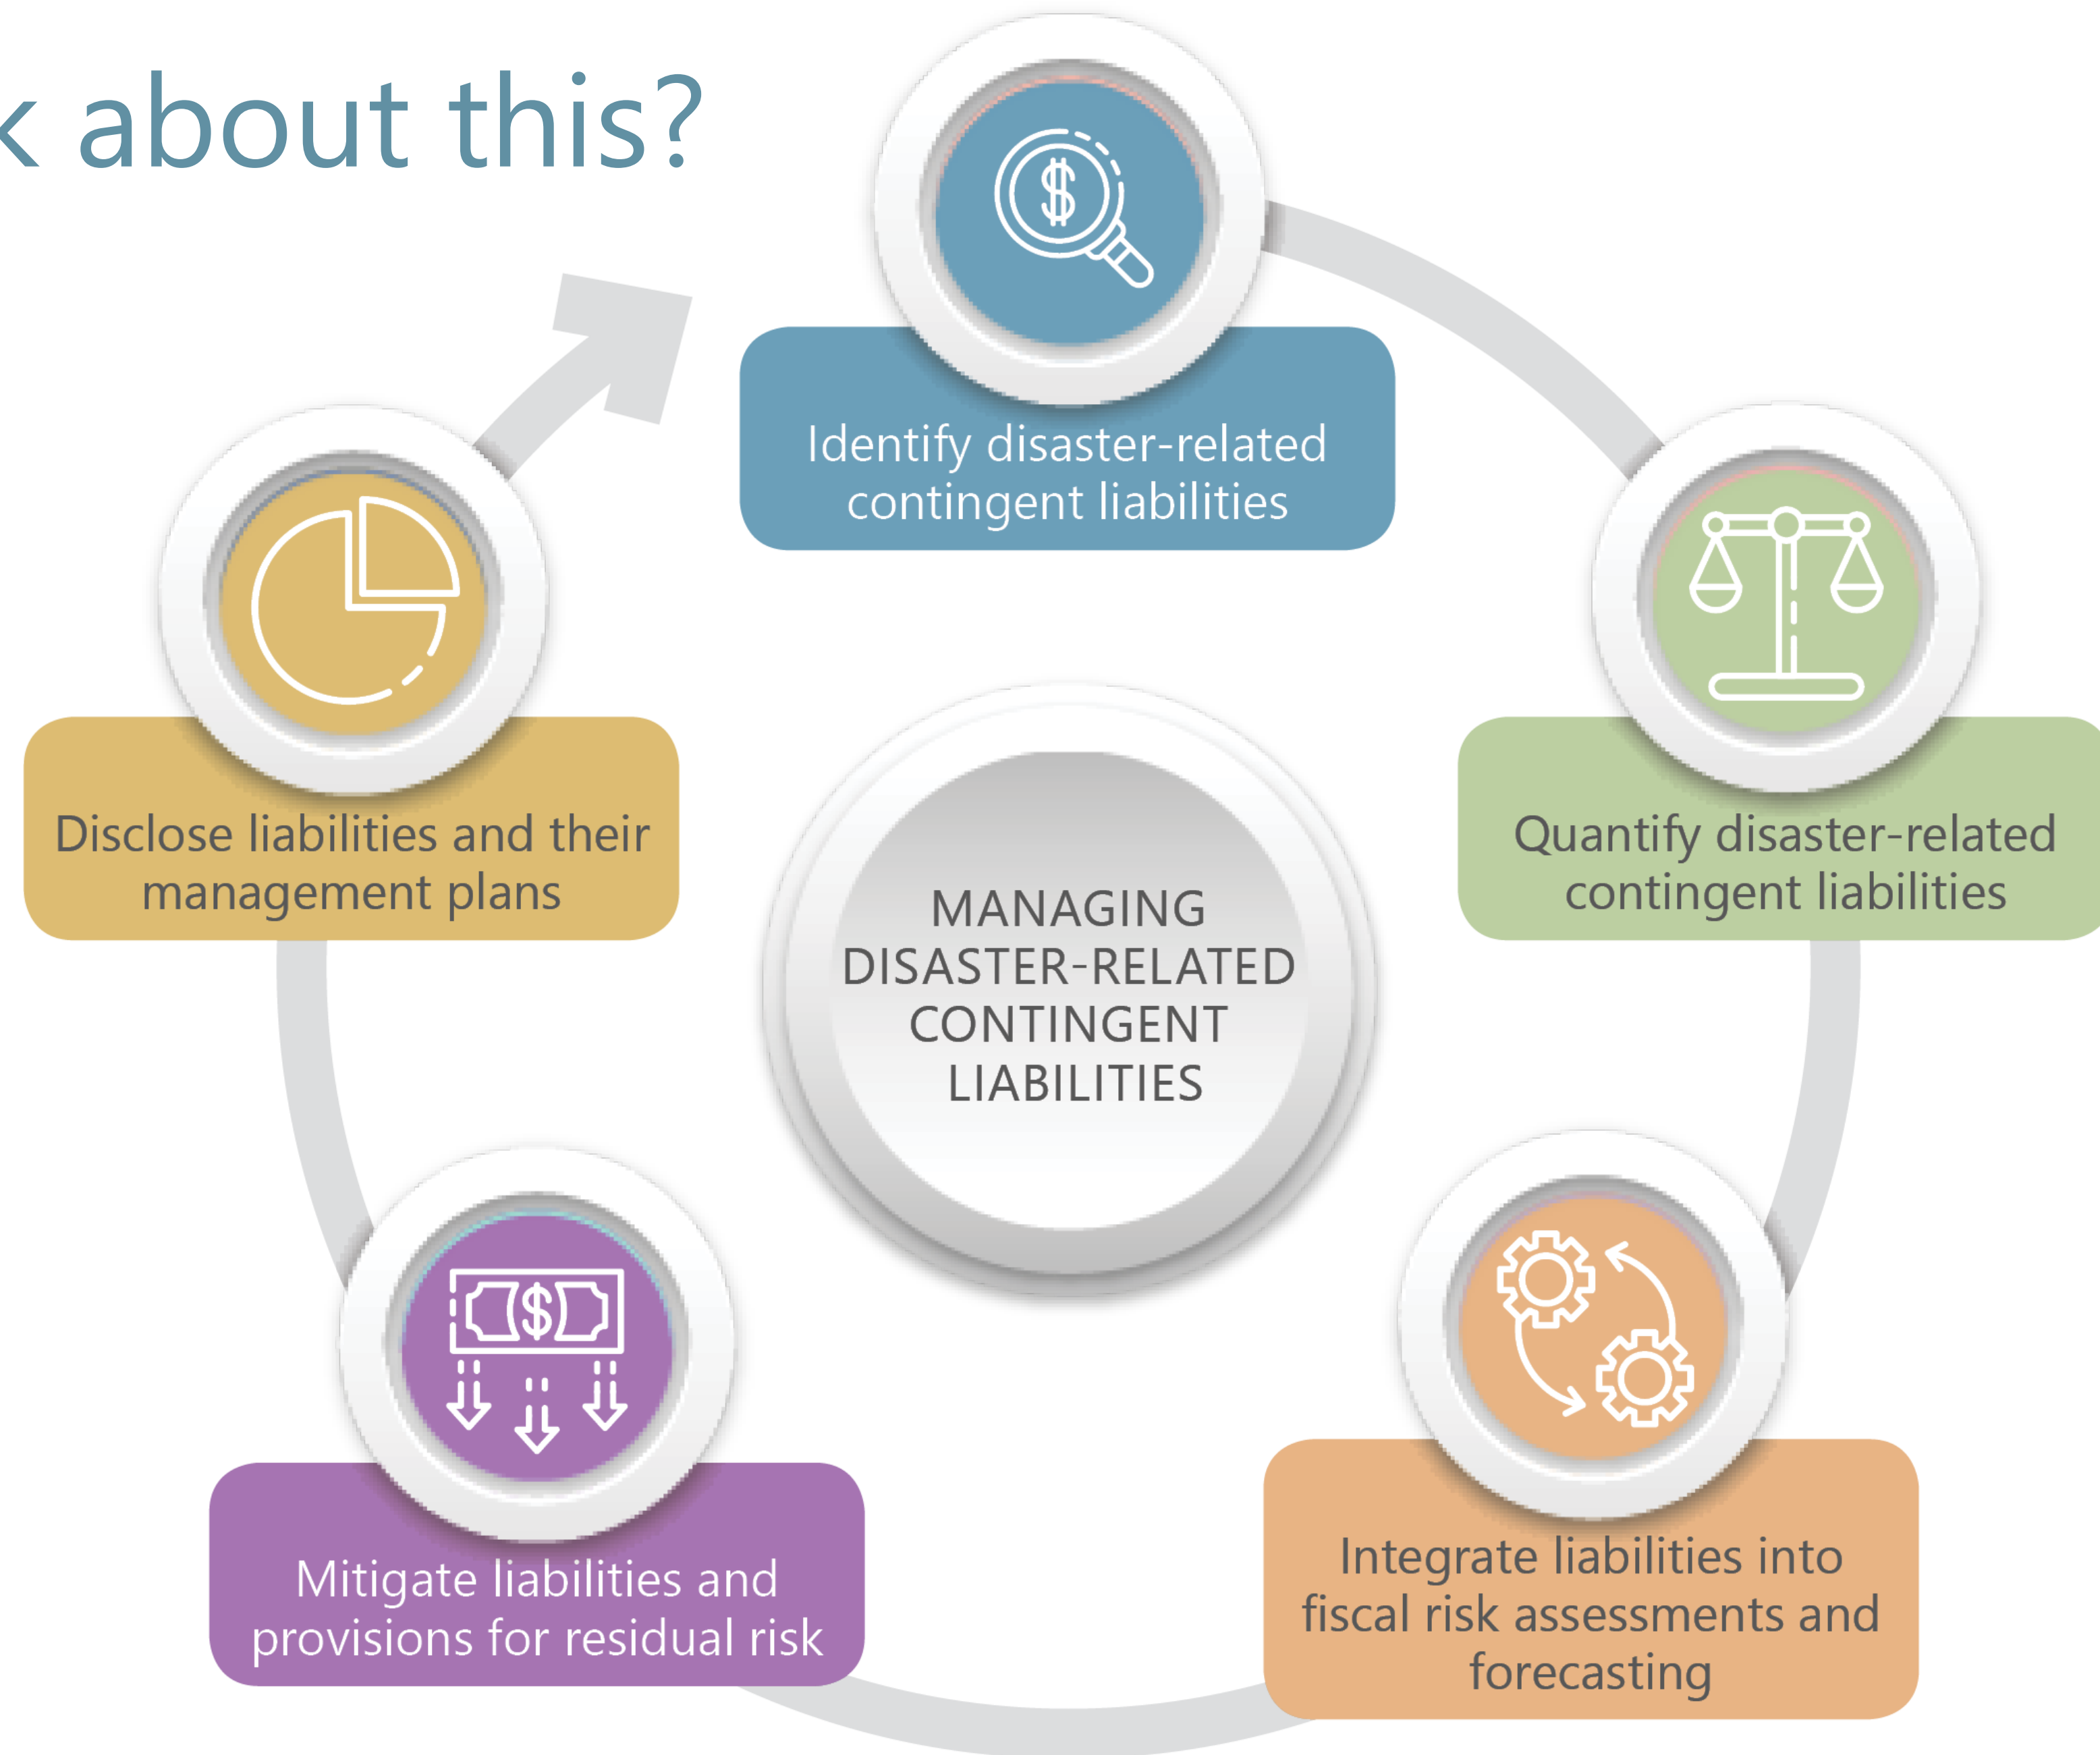 k about this?
Identify disaster-related
contingent liabilities
Quantify disaster-related
contingent liabilities
Integrate liabilities into
fiscal risk assessments and
forecasting
Mitigate liabilities and
provisions for residual risk
Disclose liabilities and their
management plans
MANAGING
DISASTER-RELATED
CONTINGENT
LIABILITIES